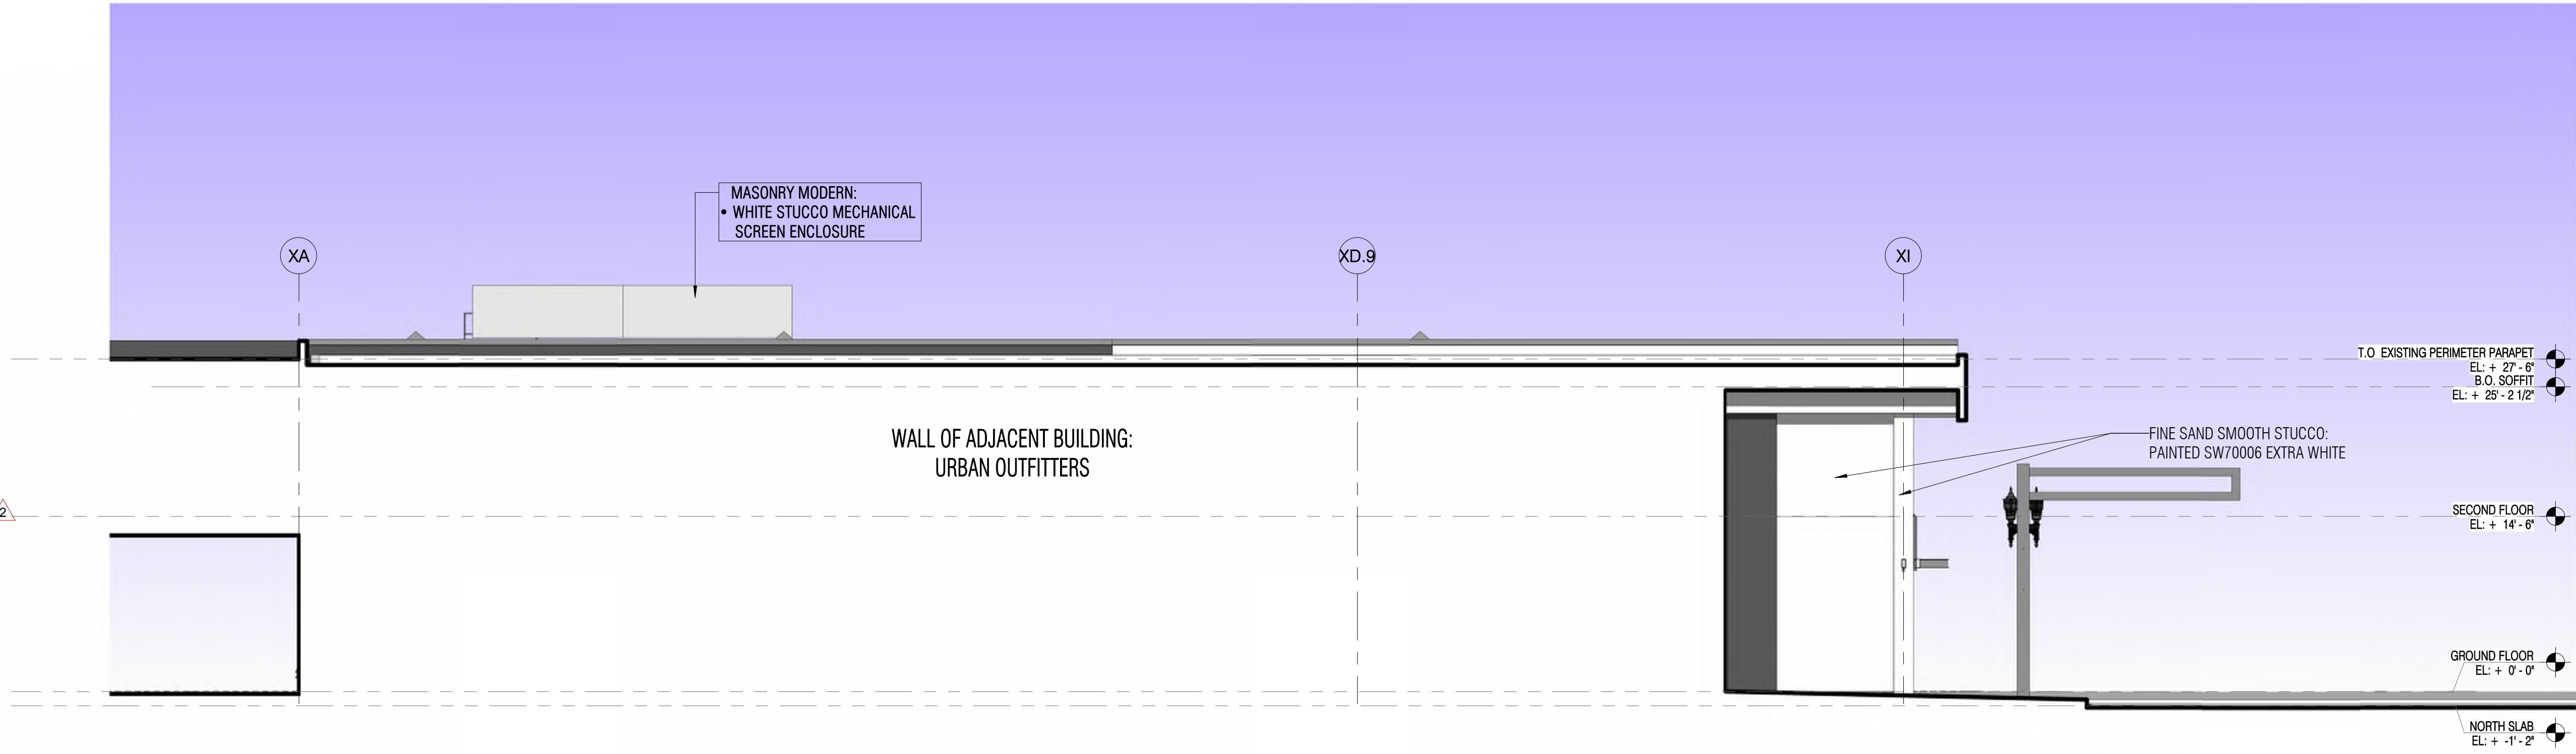 MASONRY MODERN:
• WHITE STUCCO MECHANICAL
SCREEN ENCLOSURE
XA
XD.9
XI
T.O EXISTING PERIMETER PARAPET
EL: + 27' - 6"
B.O. SOFFIT
EL: + 25' - 2 1/2"
WALL OF ADJACENT BUILDING:
URBAN OUTFITTERS
FINE SAND SMOOTH STUCCO:
PAINTED SW70006 EXTRA WHITE
2
SECOND FLOOR
EL: + 14' - 6"
GROUND FLOOR
EL: + 0' - 0"
NORTH SLAB
EL: + -1' - 2"